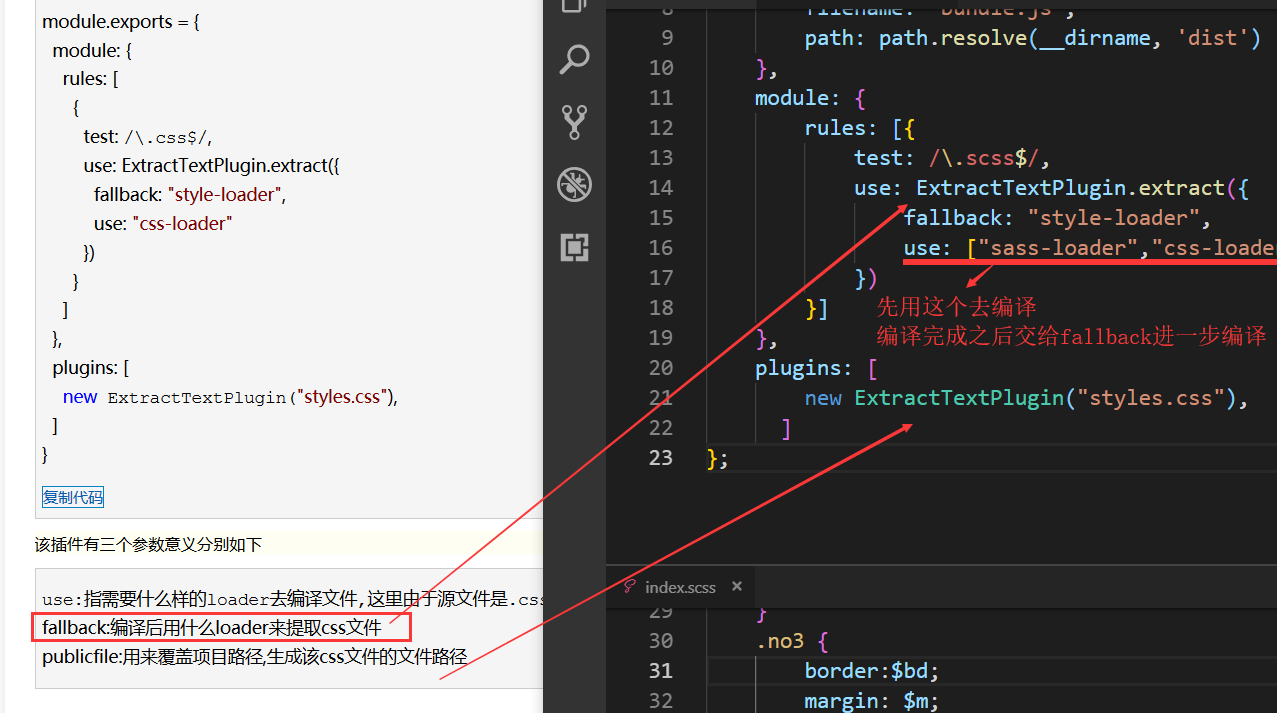 module.exports = {
module: {
rules: [
{
test: /\.css$/,
use: ExtractTextPlugin.extract({
fallback: "style-loader",
use: "css-loader"
})
}
]
},
plugins: [
new ExtractTextPlugin("styles.css"),
]
}
复制代码
该插件有三个参数意义分别如下
use:指需要什么样的loader去编译文件,这里由于源文件是.css
fallback:编译后用什么loader来提取css文件
publicfile:用来覆盖项目路径,生成该css文件的文件路径
8 filename: 'bundle.js',
9 path: path.resolve(__dirname, 'dist')
10 },
11 module: {
12 rules: [{
13 test: /\.scss$/,
14 use: ExtractTextPlugin.extract({
15 fallback: "style-loader",
16 use: ["sass-loader","css-loade
17 })
18 }]
19 },
20 plugins: [
21 new ExtractTextPlugin("styles.css"),
22 ]
23 };
先用这个去编译
编译完成之后交给fallback进一步编译
index.scss ×
29 }
30 .no3 {
31 border:$bd;
32 margin: $m;